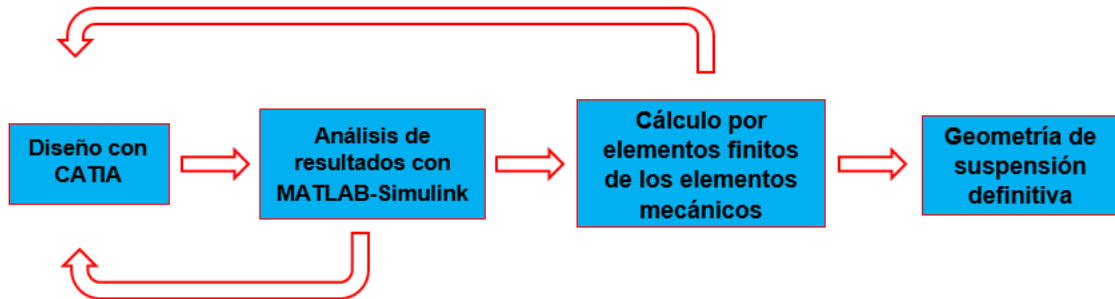 Diseño con
CATIA
Análisis de
resultados con
MATLAB-Simulink
Cálculo por
elementos finitos
de los elementos
mecánicos
Geometría de
suspensión
definitiva